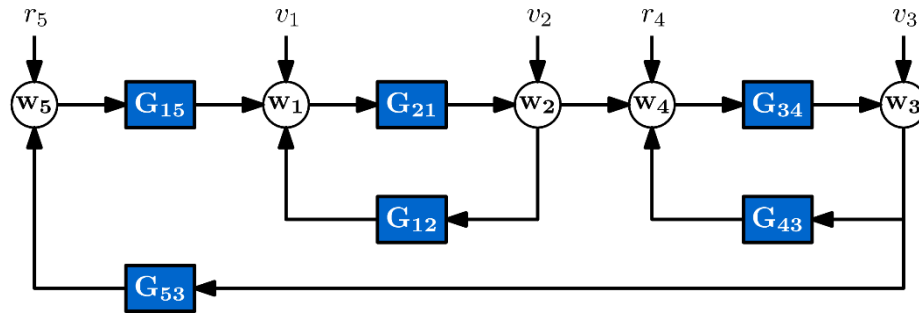 r₅ v₁ v₂ r₄ v₃
w₅ G₁₅ w₁ G₂₁ w₂ w₄ G₃₄ w₃
G₁₂ G₄₃
G₅₃